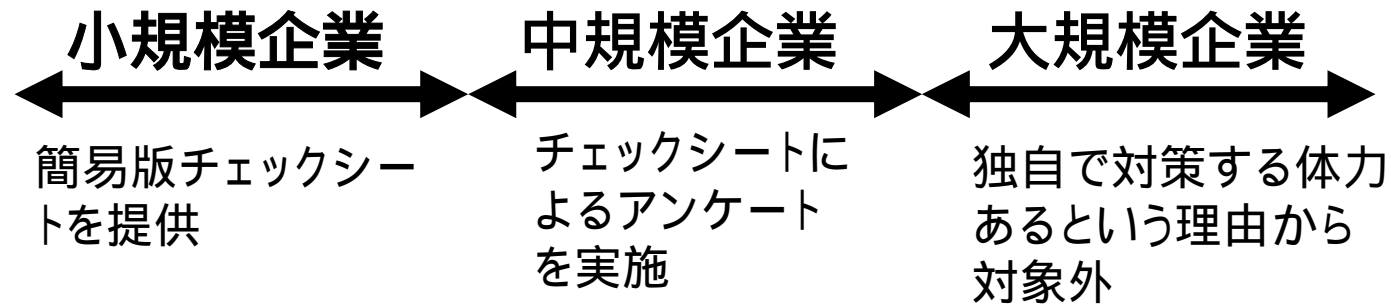 小規模企業
中規模企業
大規模企業
簡易版チェックシー
トを提供
チェックシートに
よるアンケート
を実施
独自で対策する体力
あるという理由から
対象外